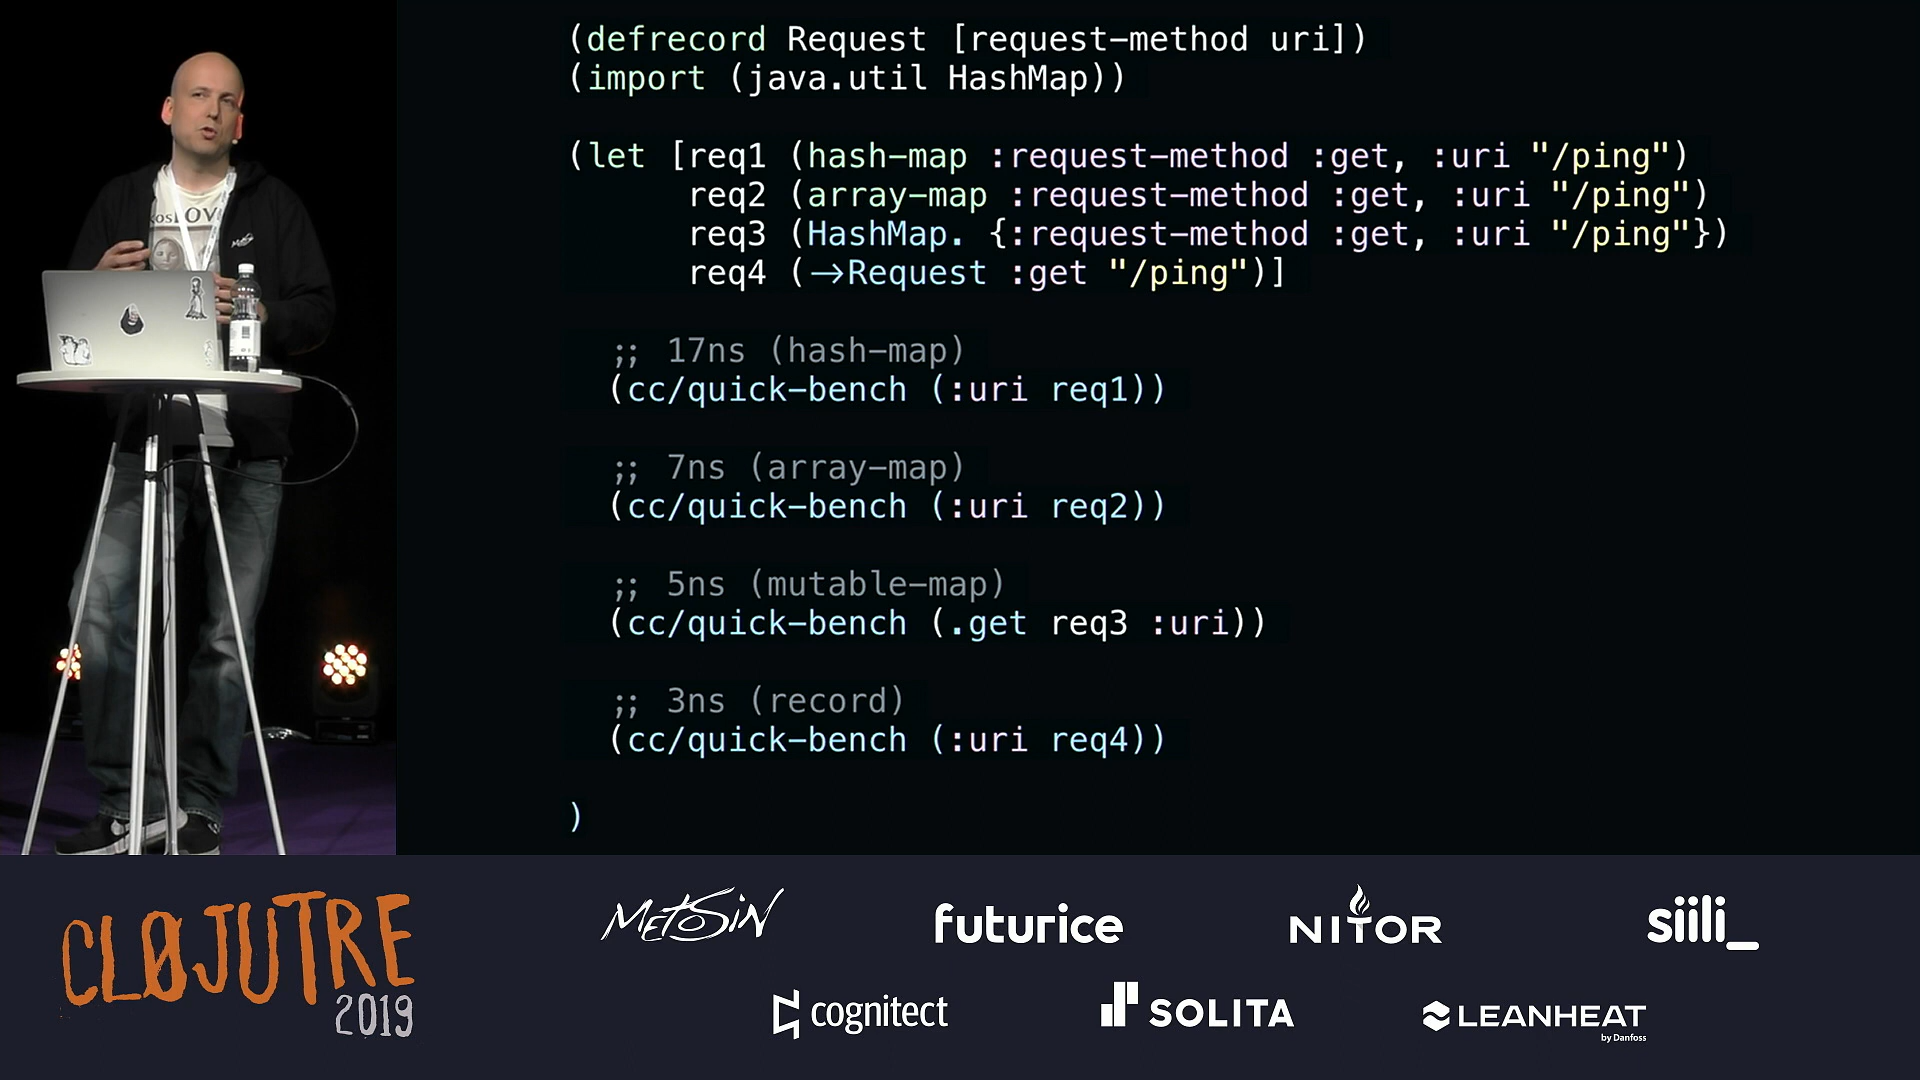 (defrecord Request [request-method uri])
(import (java.util HashMap))
(let [req1 (hash-map :request-method :get, :uri "/ping")
req2 (array-map :request-method :get, :uri "/ping")
req3 (HashMap. {:request-method :get, :uri "/ping"})
req4 (→Request :get "/ping")]
;; 17ns (hash-map)
(cc/quick-bench (:uri req1))
;; 7ns (array-map)
(cc/quick-bench (:uri req2))
;; 5ns (mutable-map)
(cc/quick-bench (.get req3 :uri))
;; 3ns (record)
(cc/quick-bench (:uri req4))
)
CLØJUTRE
2019
METOSIN
futurice
NITOR
siili_
cognitect
SOLITA
LEANHEAT
by Danfoss